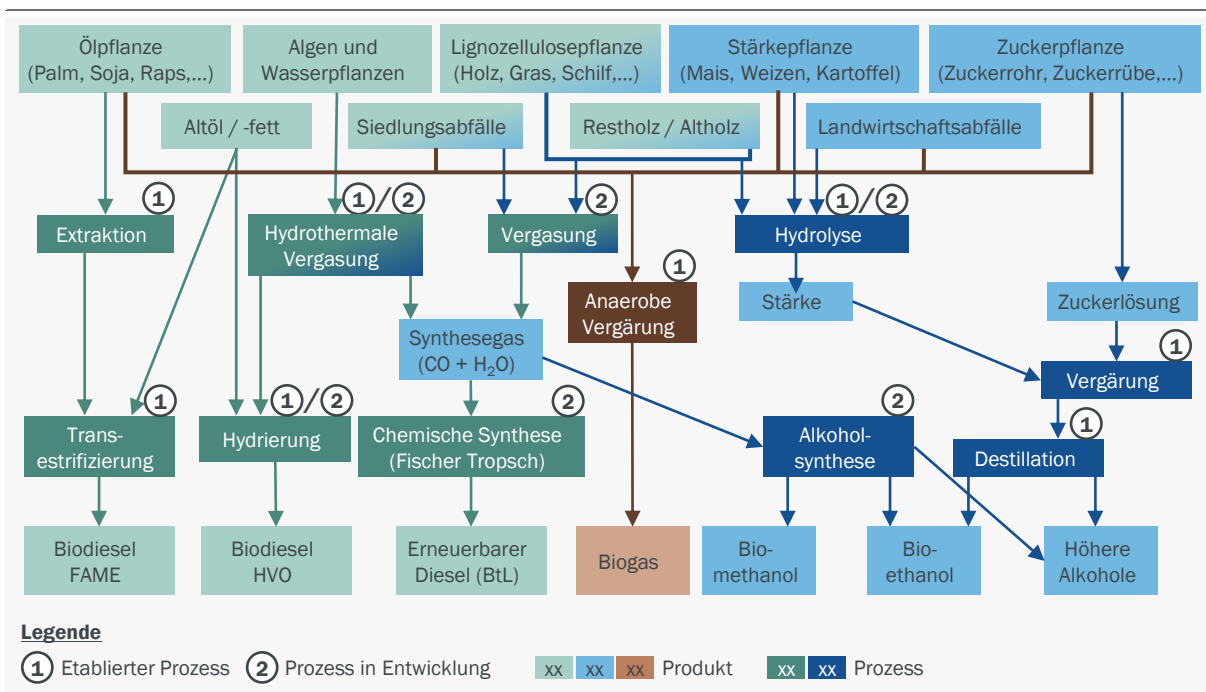 Ölpflanze
(Palm, Soja, Raps,...)
Algen und
Wasserpflanzen
Lignozellulosepflanze
(Holz, Gras, Schilf,...)
Stärkepflanze
(Mais, Weizen, Kartoffel)
Zuckerpflanze
(Zuckerrohr, Zuckerrübe,...)
Altöl / -fett
Siedlungsabfälle
Restholz / Altholz
Landwirtschaftsabfälle
1
Extraktion
1/2
Hydrothermale
Vergasung
2
Vergasung
1/2
Hydrolyse
1
Anaerobe
Vergärung
Stärke
Zuckerlösung
Synthesegas
(CO + H₂O)
1
Vergärung
1
Trans-
estrifizierung
1/2
Hydrierung
2
Chemische Synthese
(Fischer Tropsch)
2
Alkohol-
synthese
1
Destillation
Biodiesel
FAME
Biodiesel
HVO
Erneuerbarer
Diesel (BtL)
Biogas
Bio-
methanol
Bio-
ethanol
Höhere
Alkohole
Legende
1 Etablierter Prozess 2 Prozess in Entwicklung xx xx xx Produkt xx xx Prozess